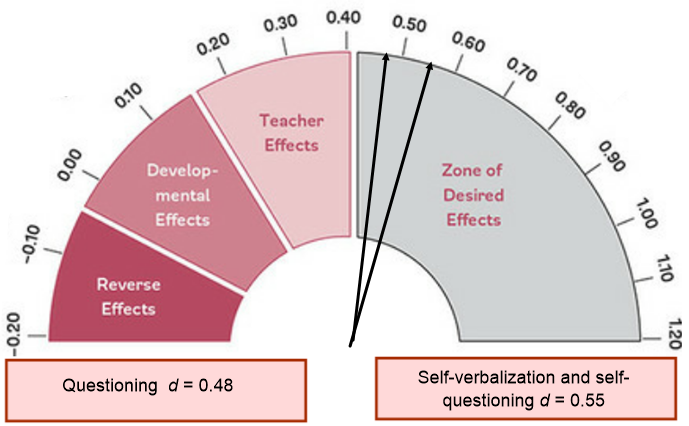 -0.20
-0.10
0.00
0.10
0.20
0.30
0.40
0.50
0.60
0.70
0.80
0.90
1.00
1.10
1.20
Reverse
Effects
Develop-
mental
Effects
Teacher
Effects
Zone of
Desired
Effects
Questioning d = 0.48
Self-verbalization and self-
questioning d = 0.55